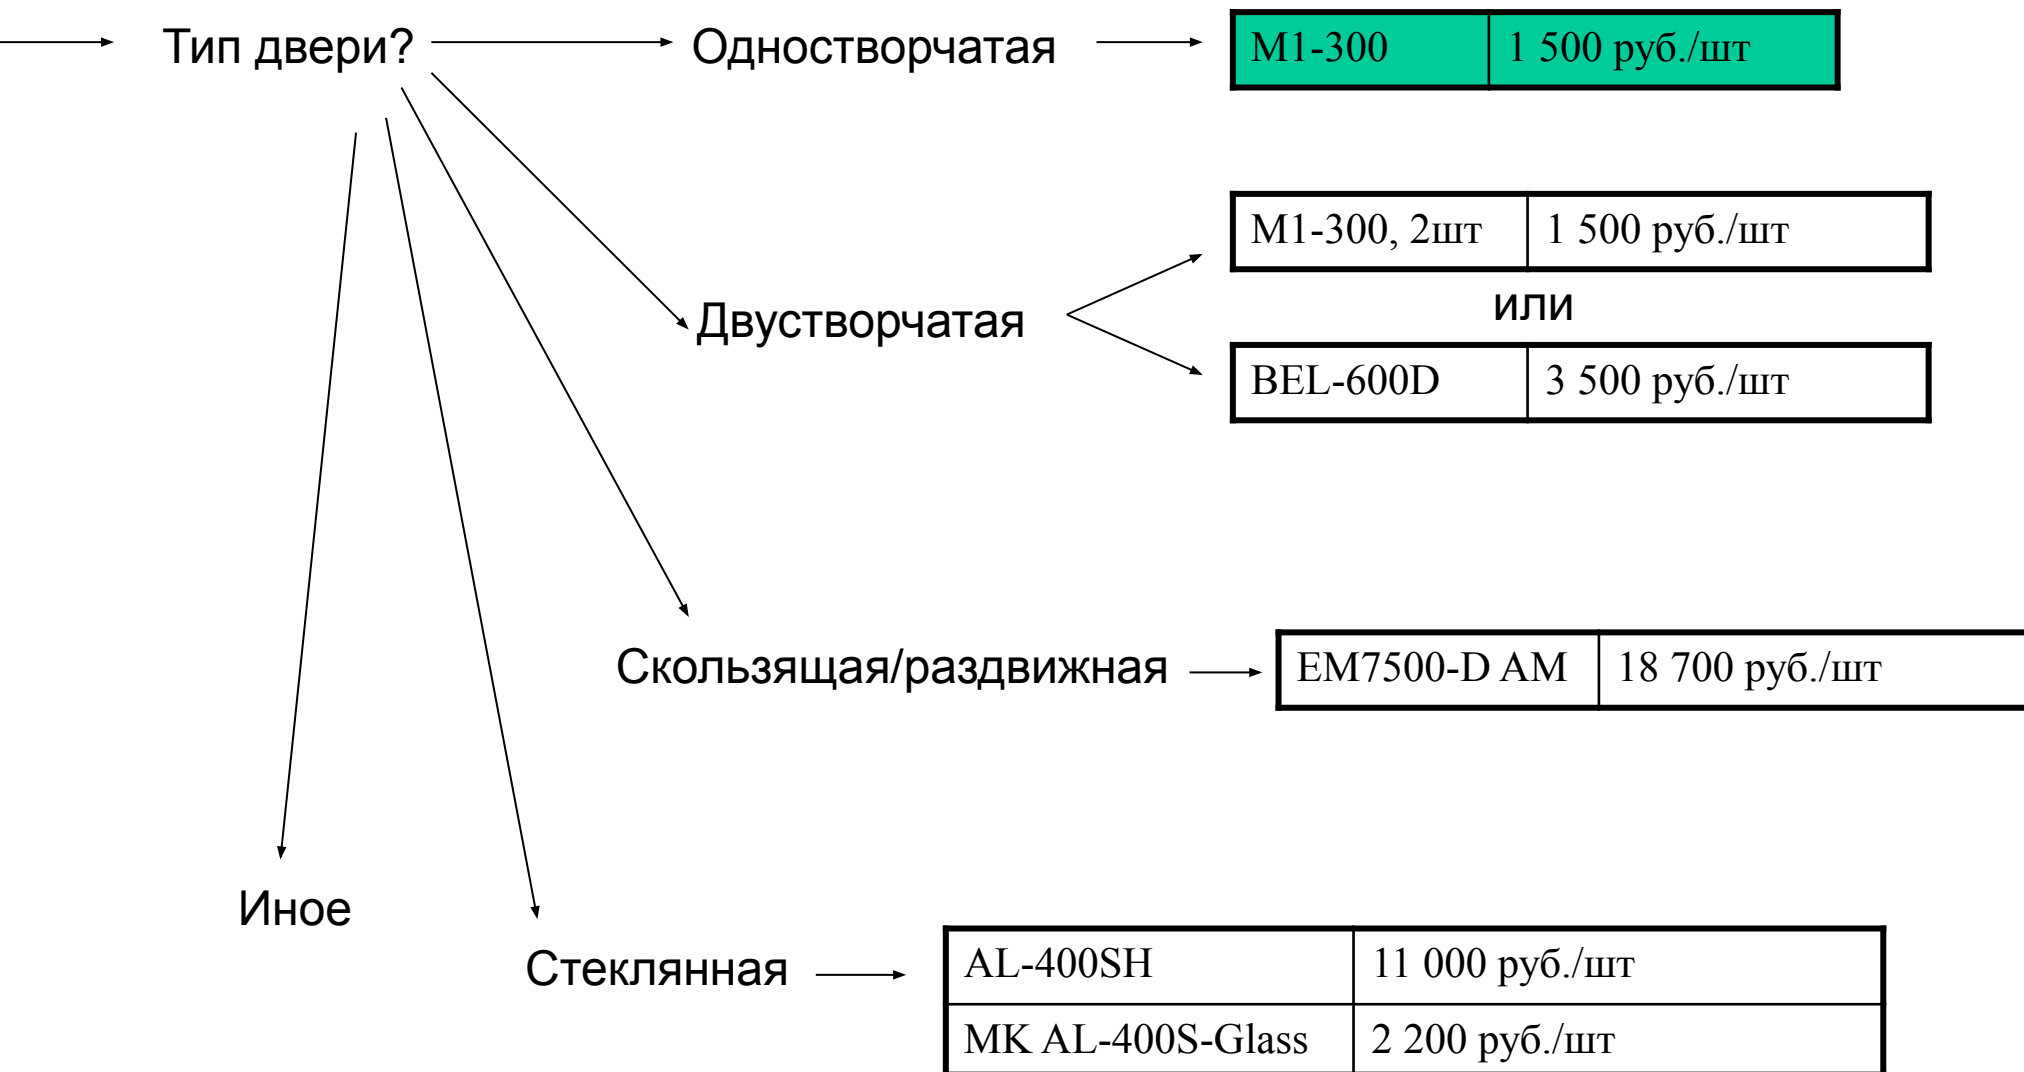 Тип двери?
Одностворчатая
M1-300
1 500 руб./шт
M1-300, 2шт
1 500 руб./шт
или
Двустворчатая
BEL-600D
3 500 руб./шт
Скользящая/раздвижная
EM7500-D AM
18 700 руб./шт
Иное
Стеклянная
AL-400SH
11 000 руб./шт
MK AL-400S-Glass
2 200 руб./шт